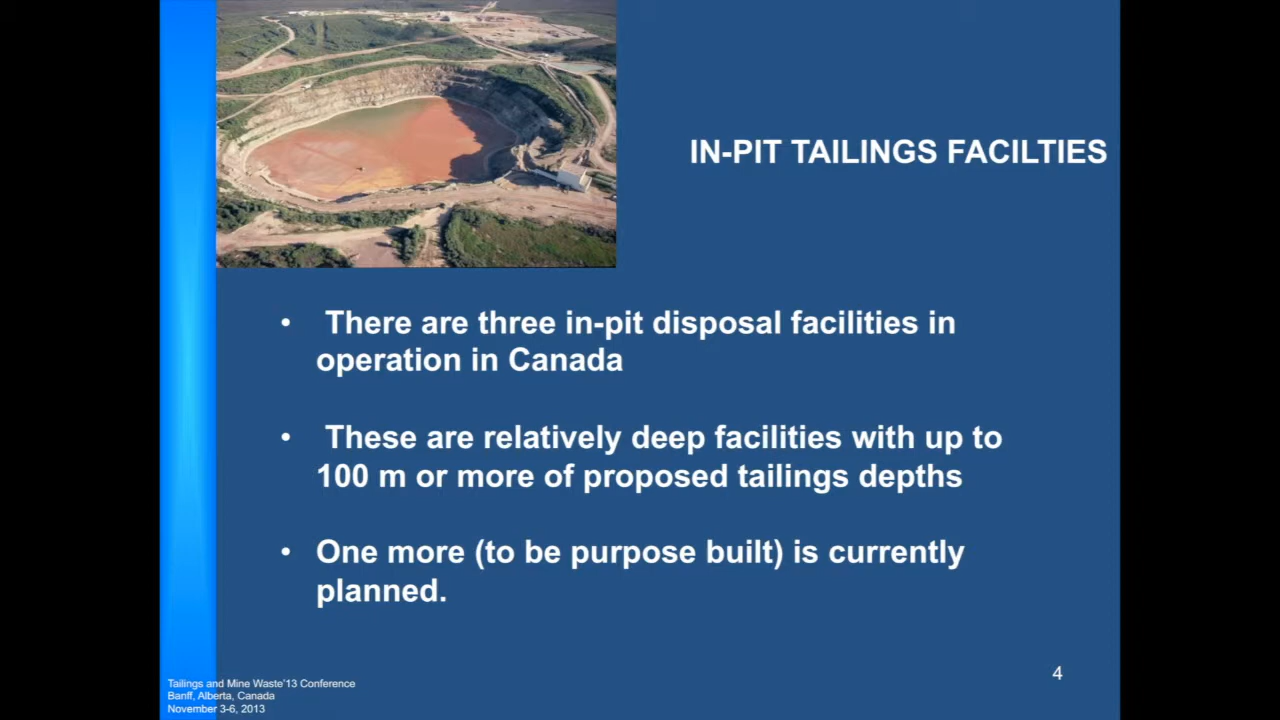 IN-PIT TAILINGS FACILTIES
• There are three in-pit disposal facilities in
operation in Canada
• These are relatively deep facilities with up to
100 m or more of proposed tailings depths
• One more (to be purpose built) is currently
planned.
4
Tailings and Mine Waste'13 Conference
Banff, Alberta, Canada
November 3-6, 2013